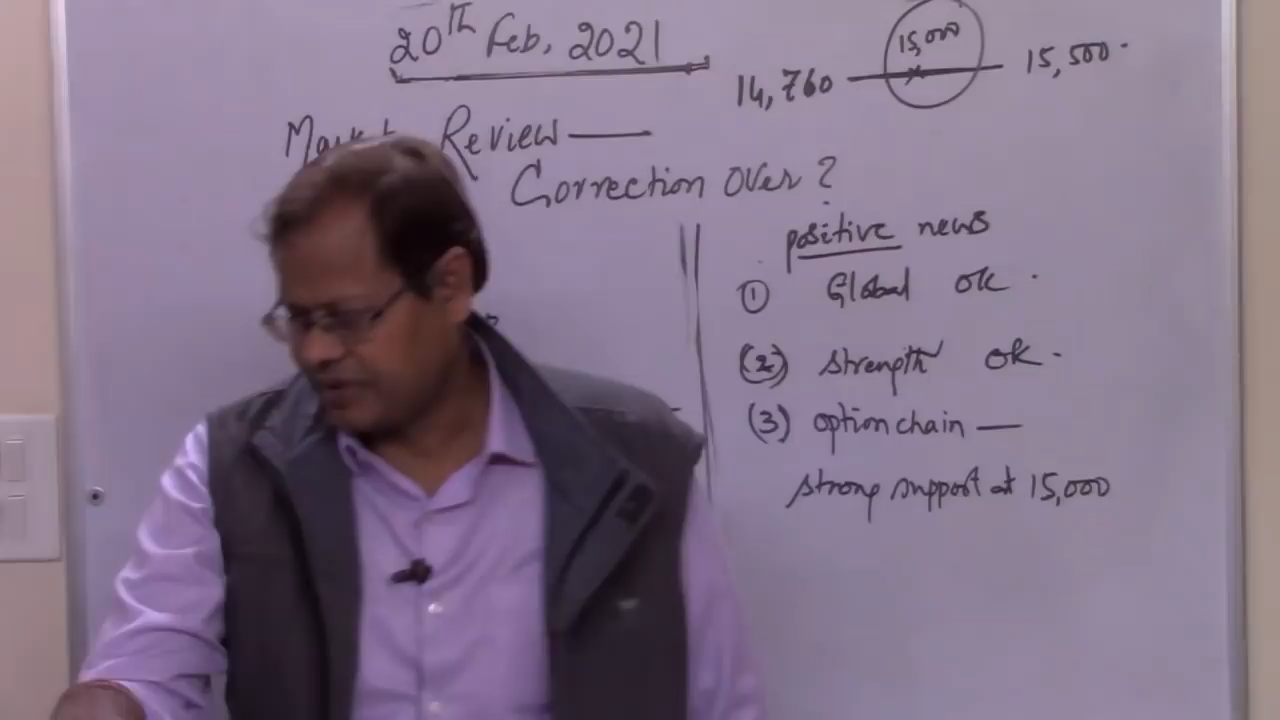 20th Feb, 2021
14,760 15,000 15,500
Review
Correction Over?
positive news
① Global ok.
(2) strength ok.
(3) option chain —
strong support at 15,000